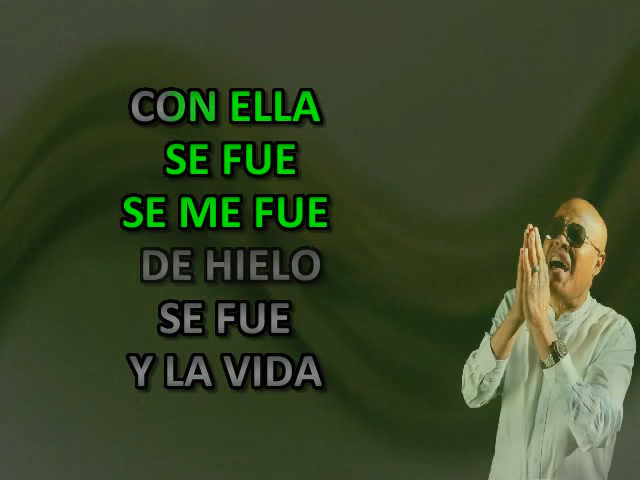 CON ELLA
SE FUE
SE ME FUE
DE HIELO
SE FUE
Y LA VIDA